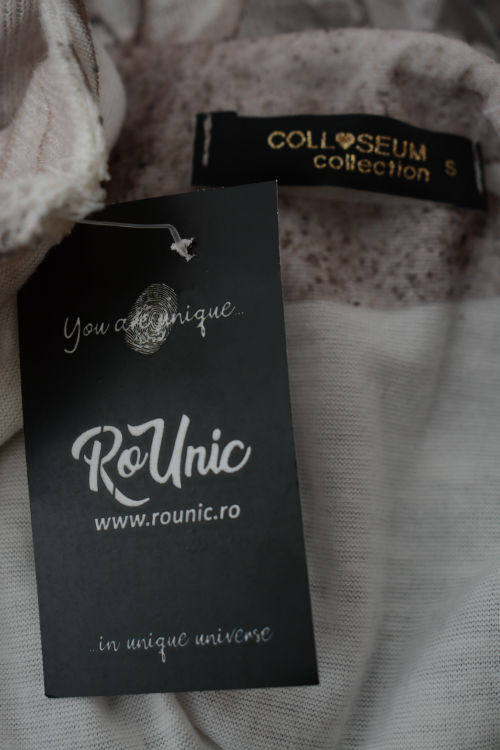 COLL♥SEUM
collection S
You are unique...
RoUnic
www.rounic.ro
...in unique universe